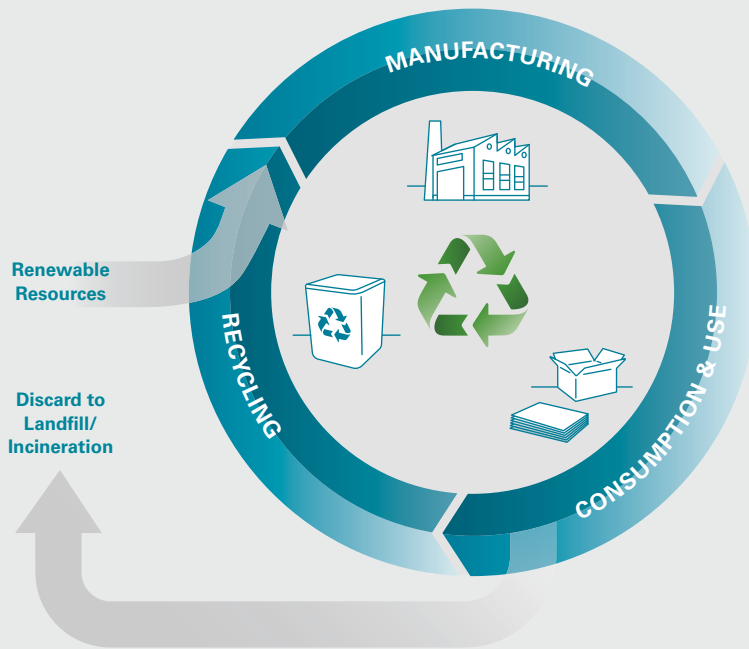 MANUFACTURING
Renewable
Resources
RECYCLING
CONSUMPTION & USE
Discard to
Landfill/
Incineration